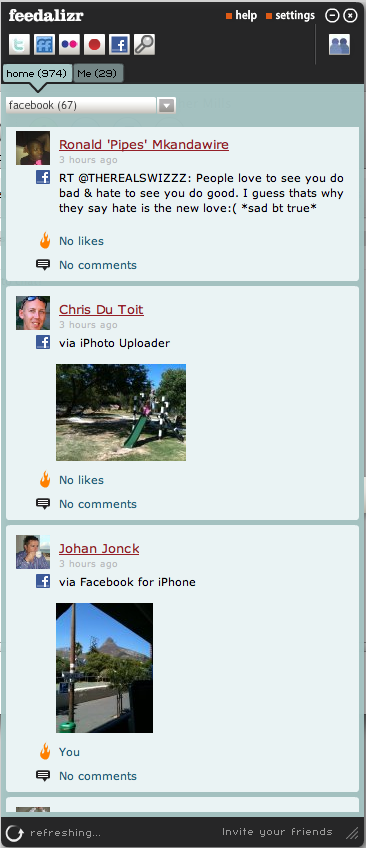 feedalizr
help settings
home (974) Me (29)
facebook (67)
Ronald 'Pipes' Mkandawire
3 hours ago
RT @THEREALSWIZZZ: People love to see you do
bad & hate to see you do good. I guess thats why
they say hate is the new love:( *sad bt true*
No likes
No comments
Chris Du Toit
3 hours ago
via iPhoto Uploader
No likes
No comments
Johan Jonck
3 hours ago
via Facebook for iPhone
You
No comments
refreshing... Invite your friends